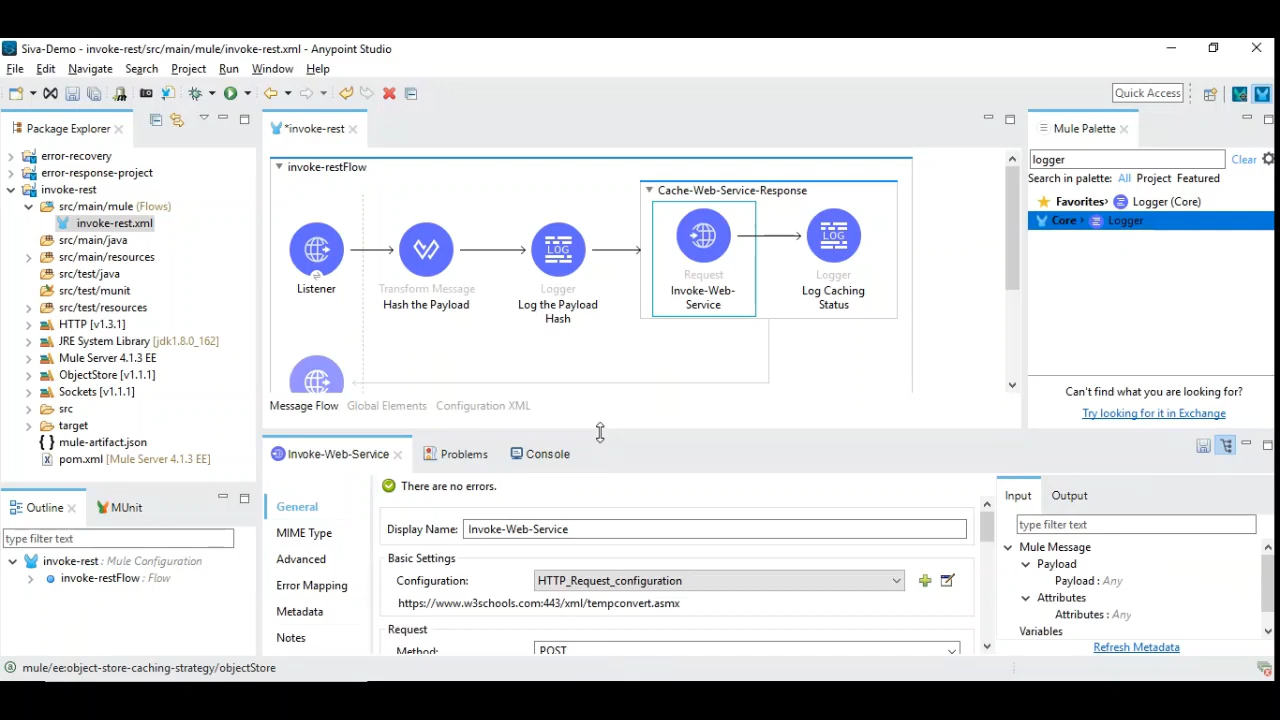 Siva-Demo - invoke-rest/src/main/mule/invoke-rest.xml - Anypoint Studio
File Edit Navigate Search Project Run Window Help
Quick Access
Package Explorer
error-recovery
error-response-project
invoke-rest
src/main/mule (Flows)
invoke-rest.xml
src/main/java
src/main/resources
src/test/java
src/test/munit
src/test/resources
HTTP [v1.3.1]
JRE System Library [jdk1.8.0_162]
Mule Server 4.1.3 EE
ObjectStore [v1.1.1]
Sockets [v1.1.1]
src
target
mule-artifact.json
pom.xml [Mule Server 4.1.3 EE]
*invoke-rest
invoke-restFlow
Cache-Web-Service-Response
Listener
Transform Message
Hash the Payload
LOG
Logger
Log the Payload
Hash
Request
Invoke-Web-
Service
LOG
Logger
Log Caching
Status
Message Flow Global Elements Configuration XML
Mule Palette
logger
Clear
Search in palette: All Project Featured
Favorites> Logger (Core)
Core > Logger
Can't find what you are looking for?
Try looking for it in Exchange
Outline MUnit
type filter text
invoke-rest : Mule Configuration
invoke-restFlow : Flow
Invoke-Web-Service Problems Console
General
MIME Type
Advanced
Error Mapping
Metadata
Notes
There are no errors.
Display Name: Invoke-Web-Service
Basic Settings
Configuration: HTTP_Request_configuration
https://www.w3schools.com:443/xml/tempconvert.asmx
Request
Method: POST
Input Output
type filter text
Mule Message
Payload
Payload : Any
Attributes
Attributes : Any
Variables
Refresh Metadata
mule/ee:object-store-caching-strategy/objectStore